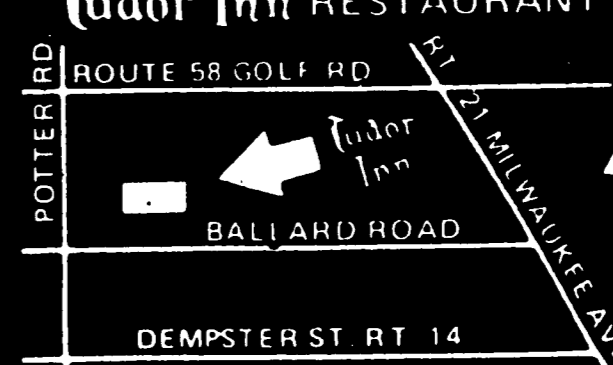 Tudor Inn RESTAURANT
POTTER RD
ROUTE 58 GOLF RD
RT 21 MILWAUKEE AV
Tudor
Inn
BALLARD ROAD
DEMPSTER ST. RT 14